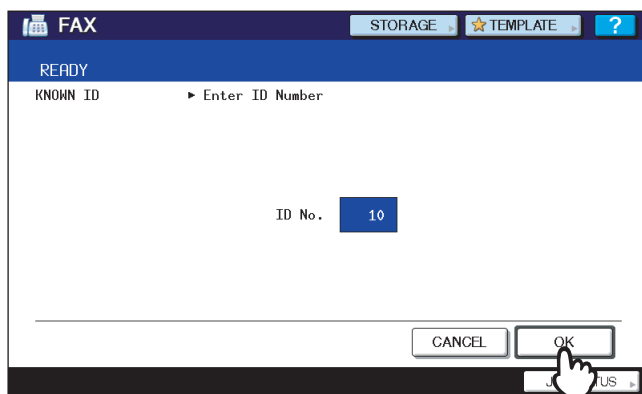 FAX STORAGE TEMPLATE ?
READY
KNOWN ID ► Enter ID Number
ID No. 10
CANCEL OK